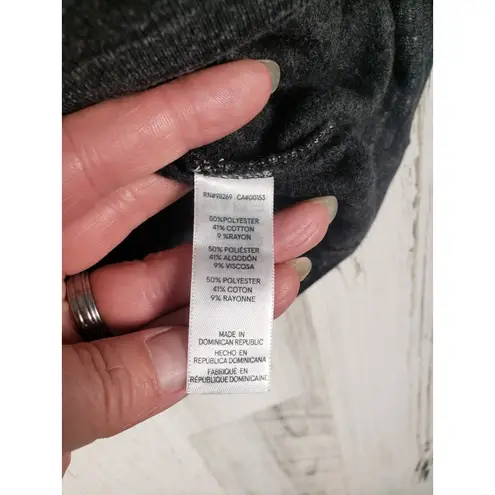 RN#98269 CA#00153
50%POLYESTER
41% COTTON
9 %RAYON
50% POLIÉSTER
41% ALGODÓN
9% VISCOSA
50% POLYESTER
41% COTON
9% RAYONNE
MADE IN
DOMINICAN REPUBLIC
HECHO EN
REPÚBLICA DOMINICANA
FABRIQUÉ EN
RÉPUBLIQUE DOMINICAINE